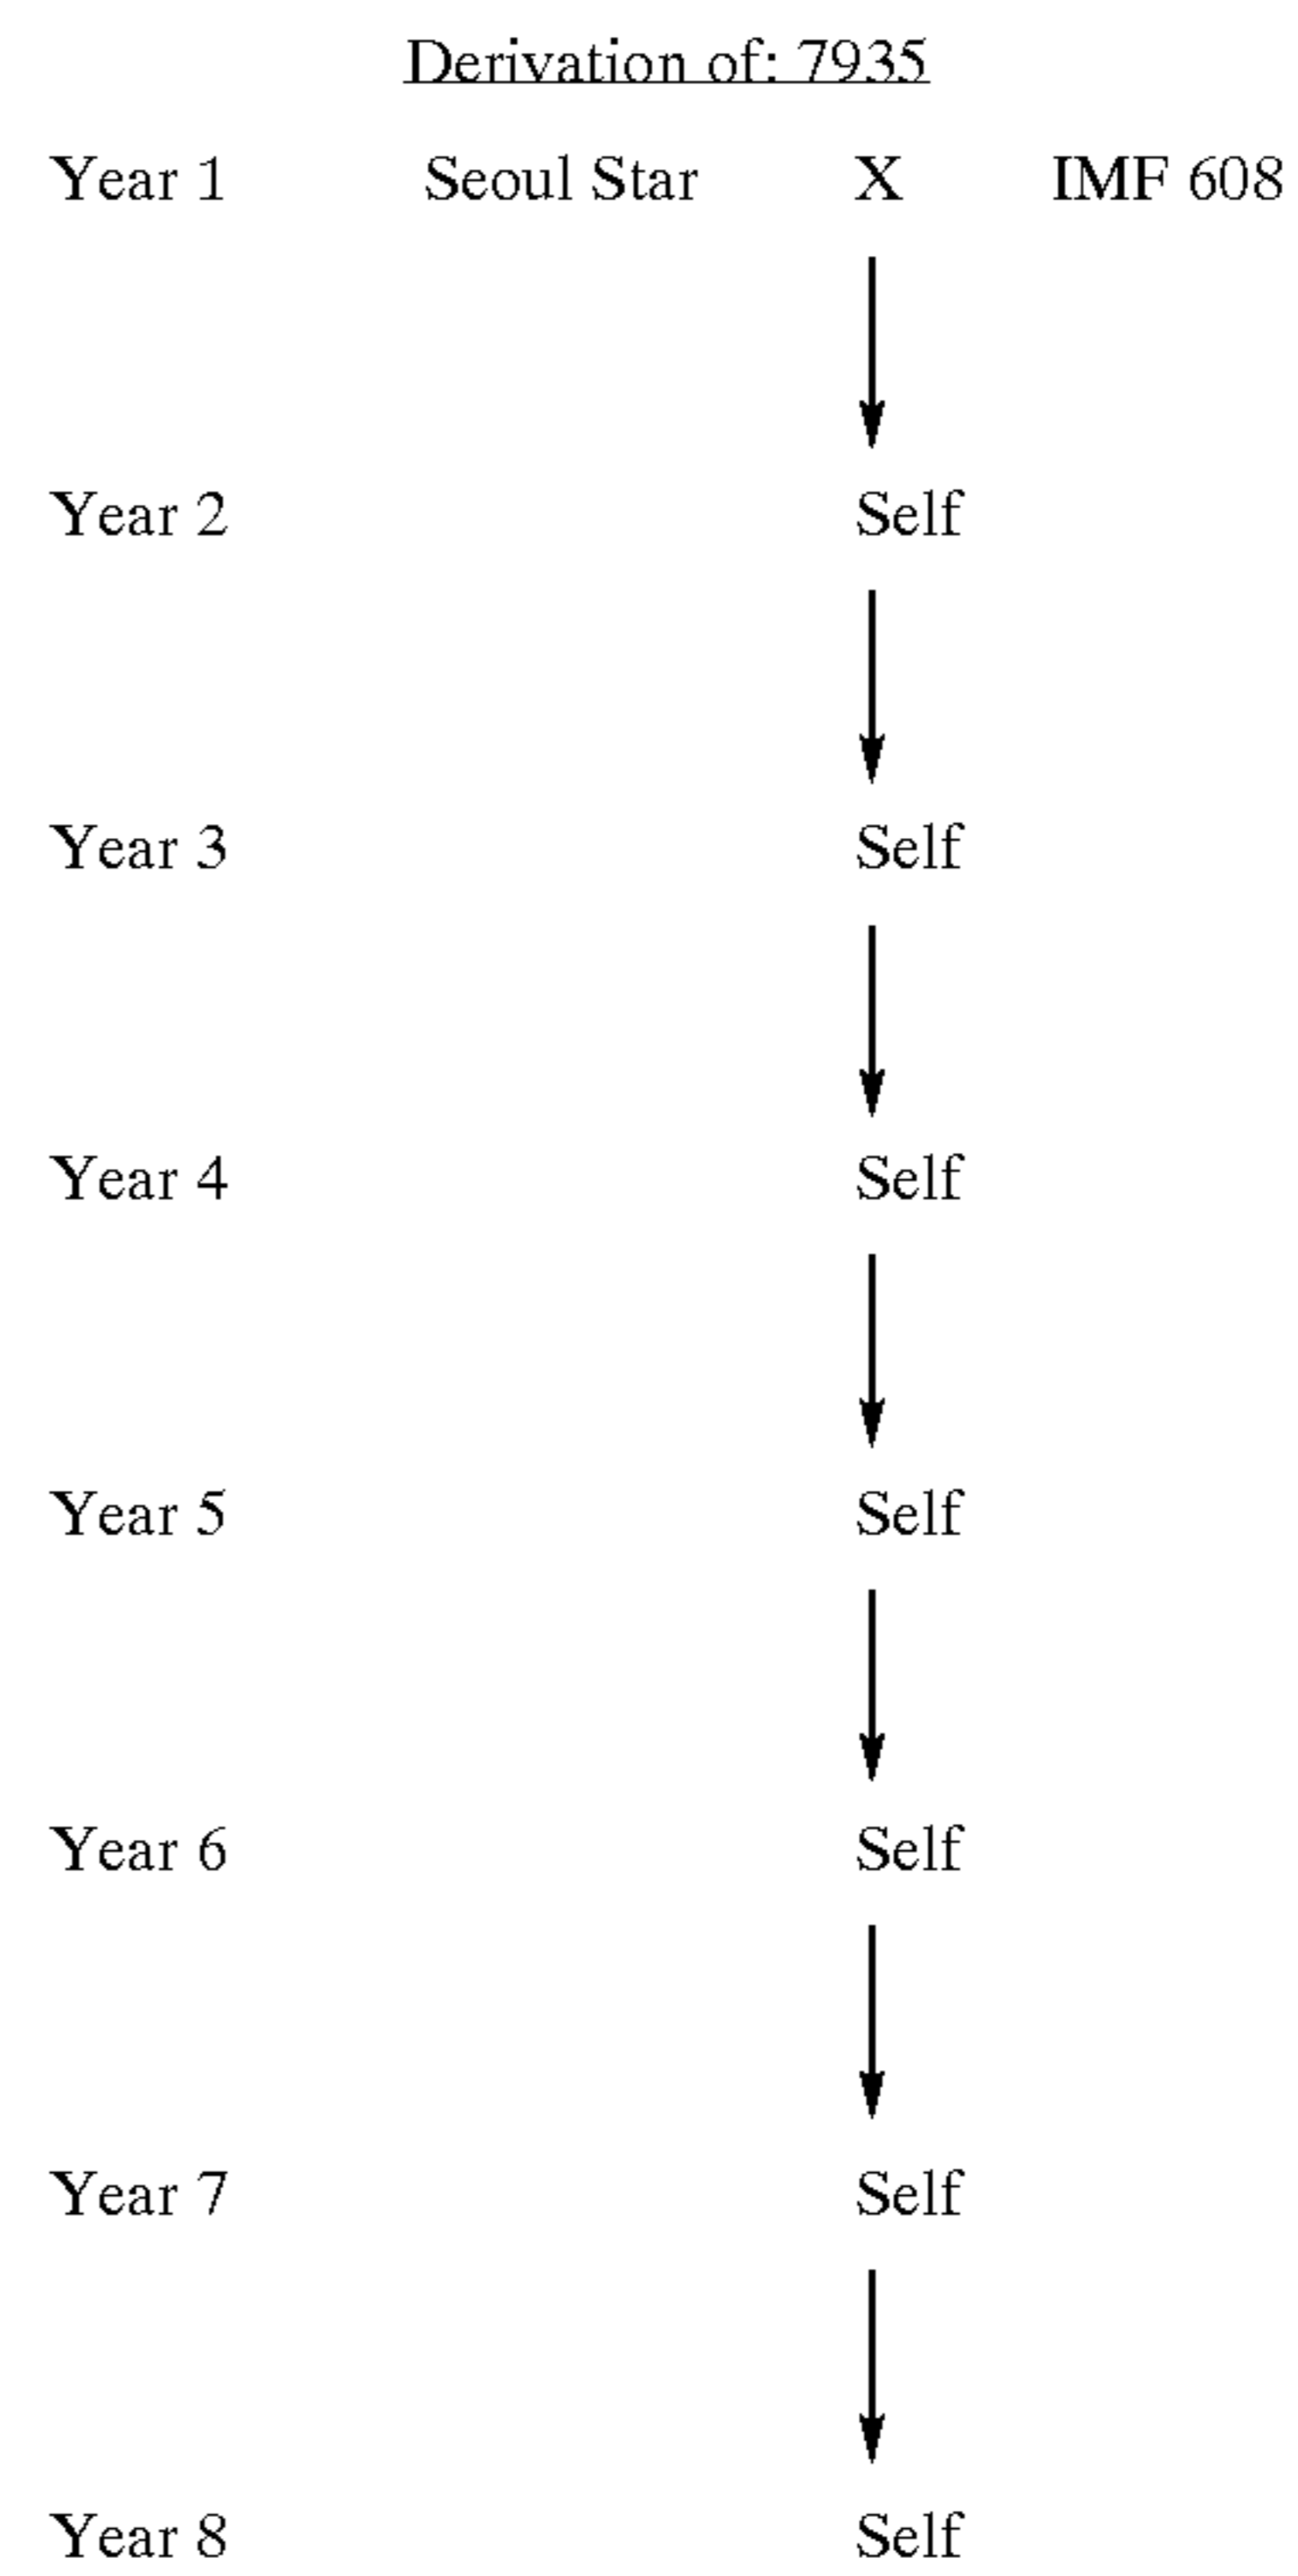 Derivation of: 7935
Year 1 Seoul Star X IMF 608
Year 2 Self
Year 3 Self
Year 4 Self
Year 5 Self
Year 6 Self
Year 7 Self
Year 8 Self